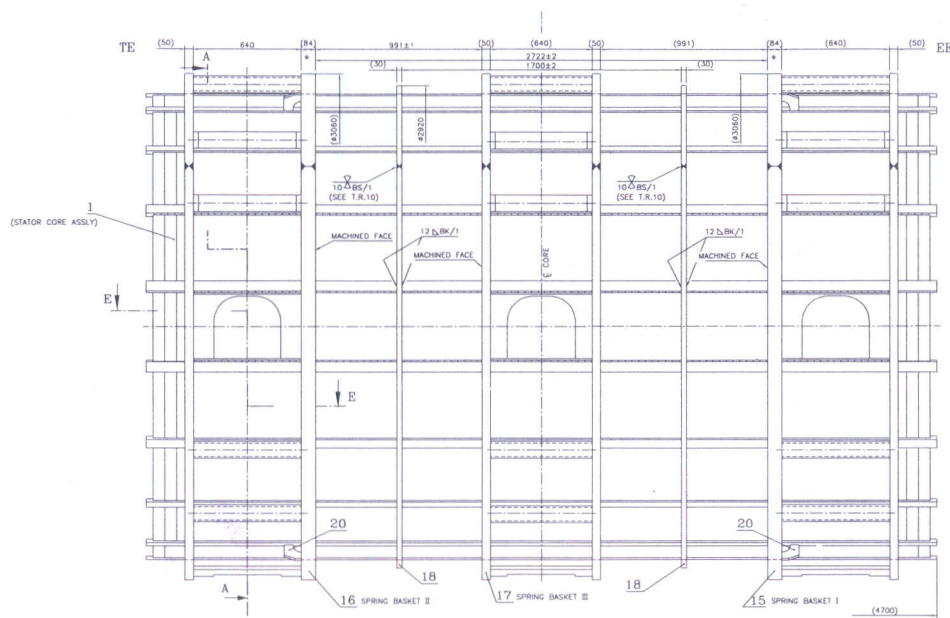 TE
(50)
640
(84)
991±1
(50)
(640)
(50)
(991)
(84)
(640)
(50)
A
*
2722±2
*
(30)
1700±2
(30)
(ø3060)
ø2920
(ø3060)
10 BS/1
(SEE T.R.10)
10 BS/1
(SEE T.R.10)
1
(STATOR CORE ASSLY)
MACHINED FACE
12 BK/1
MACHINED FACE
℄ CORE
12 BK/1
MACHINED FACE
E
E
20
20
18
18
A
16 SPRING BASKET II
17 SPRING BASKET III
15 SPRING BASKET I
(4700)